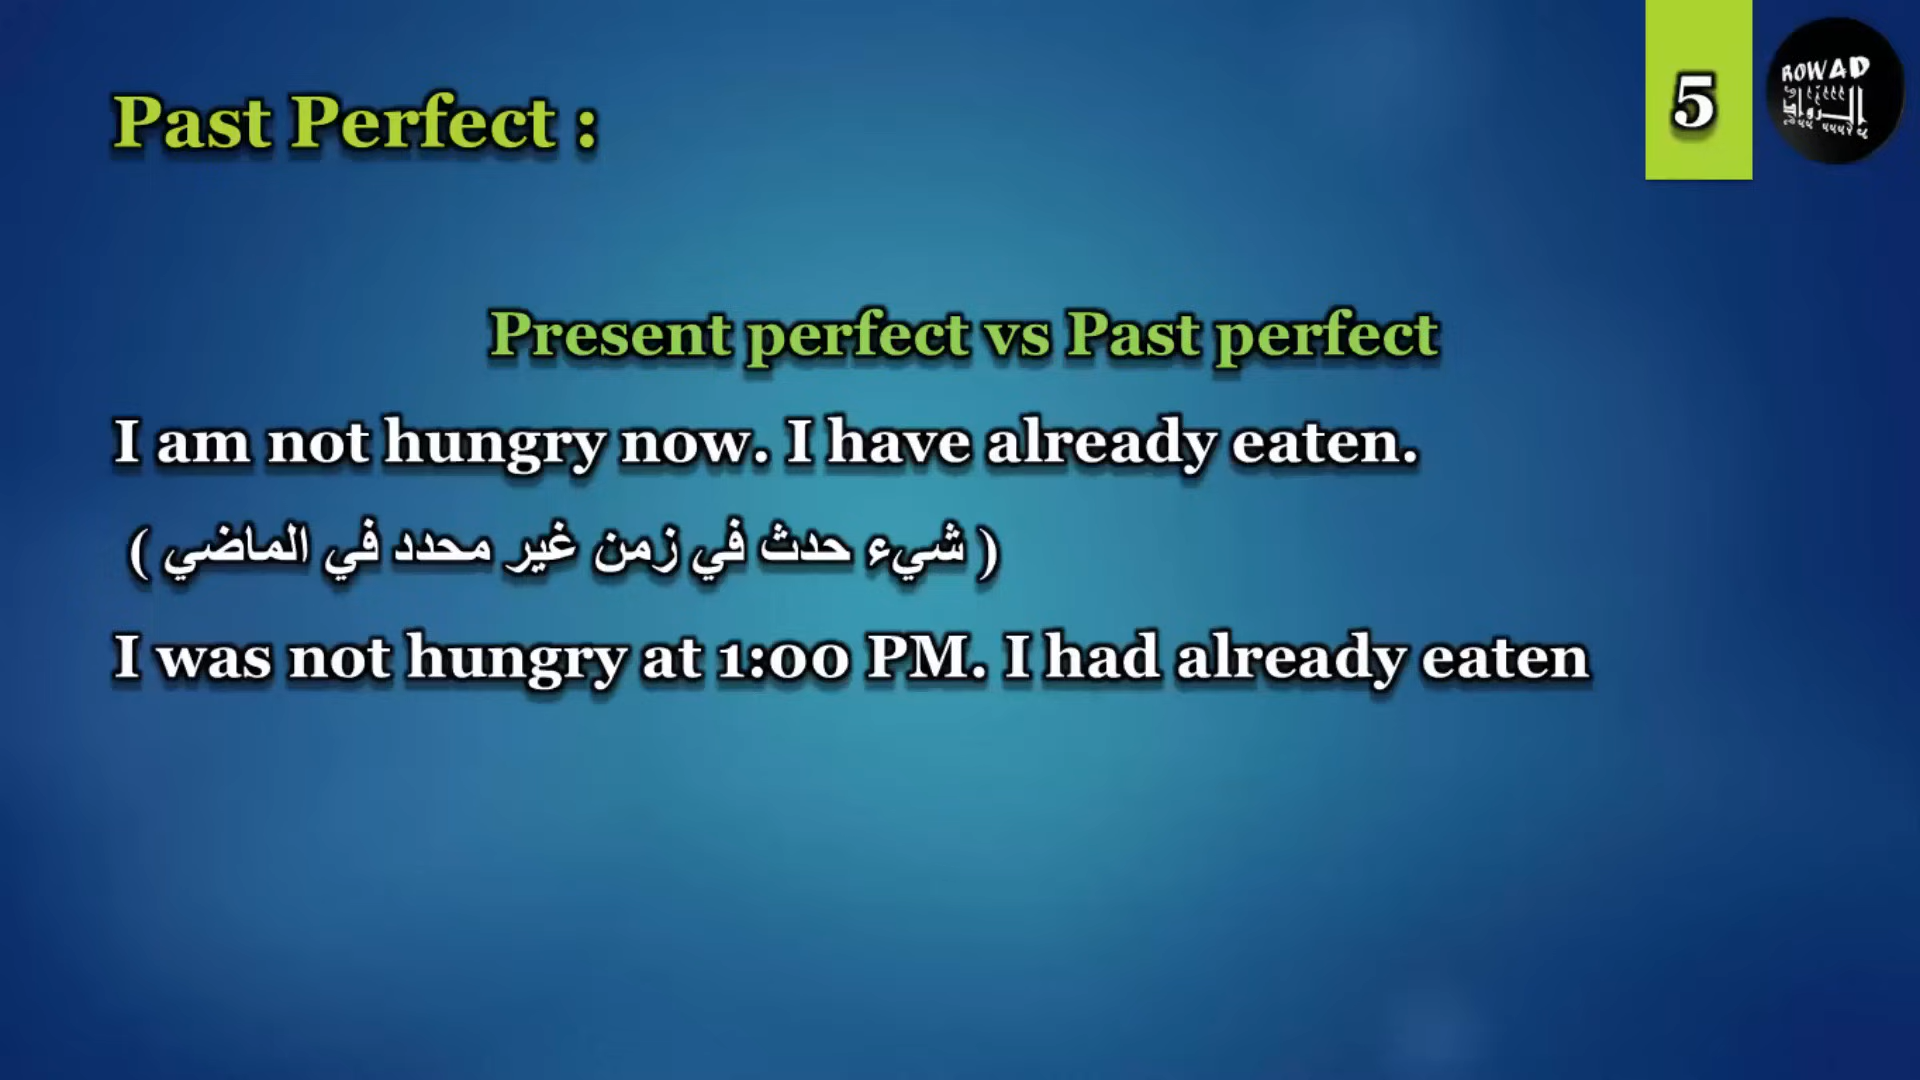 Past Perfect :
5
ROWAD
الرواد
Present perfect vs Past perfect
I am not hungry now. I have already eaten.
( شيء حدث في زمن غير محدد في الماضي )
I was not hungry at 1:00 PM. I had already eaten